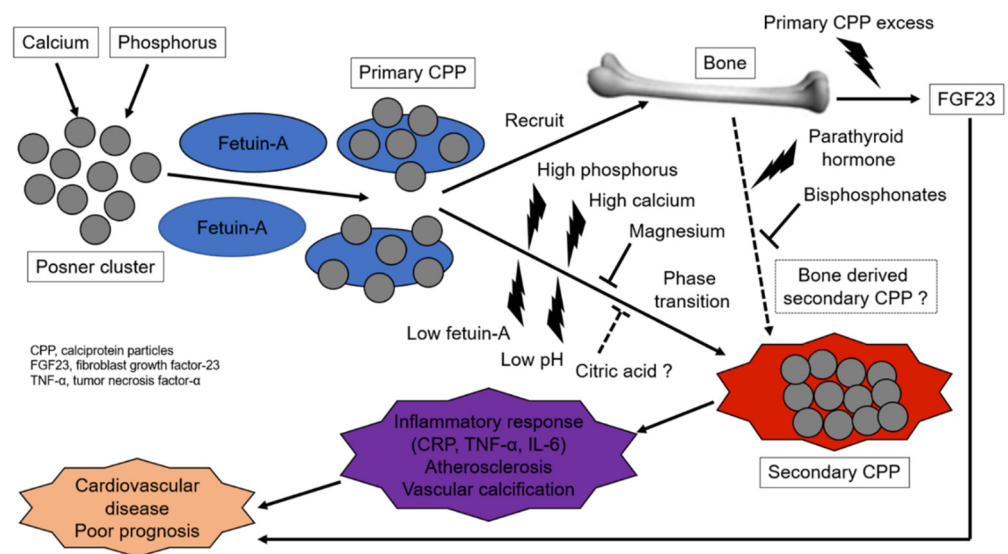 Calcium
Phosphorus
Primary CPP
Fetuin-A
Fetuin-A
Posner cluster
Recruit
Bone
Primary CPP excess
FGF23
Parathyroid
hormone
Bisphosphonates
High phosphorus
High calcium
Magnesium
Phase
transition
Bone derived
secondary CPP ?
Low fetuin-A
Low pH
Citric acid ?
CPP, calciprotein particles
FGF23, fibroblast growth factor-23
TNF-α, tumor necrosis factor-α
Inflammatory response
(CRP, TNF-α, IL-6)
Atherosclerosis
Vascular calcification
Secondary CPP
Cardiovascular
disease
Poor prognosis